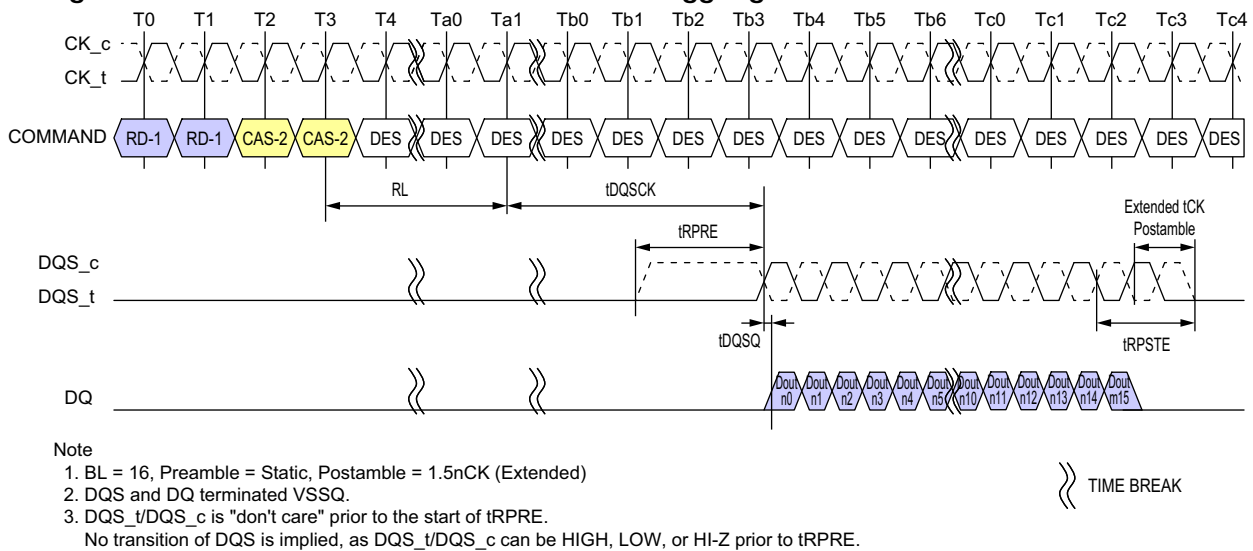 T0 T1 T2 T3 T4 Ta0 Ta1 Tb0 Tb1 Tb2 Tb3 Tb4 Tb5 Tb6 Tc0 Tc1 Tc2 Tc3 Tc4
CK_c
CK_t
COMMAND RD-1 RD-1 CAS-2 CAS-2 DES DES DES DES DES DES DES DES DES DES DES DES DES DES DES
RL tDQSCK
Extended tCK
Postamble
tRPRE
DQS_c
DQS_t
tDQSQ
tRPSTE
DQ
Dout Dout Dout Dout Dout Dout Dout Dout Dout Dout Dout Dout
n0 n1 n2 n3 n4 n5 n10 n11 n12 n13 n14 m15
Note
1. BL = 16, Preamble = Static, Postamble = 1.5nCK (Extended)
2. DQS and DQ terminated VSSQ.
3. DQS_t/DQS_c is "don't care" prior to the start of tRPRE.
No transition of DQS is implied, as DQS_t/DQS_c can be HIGH, LOW, or HI-Z prior to tRPRE.
TIME BREAK